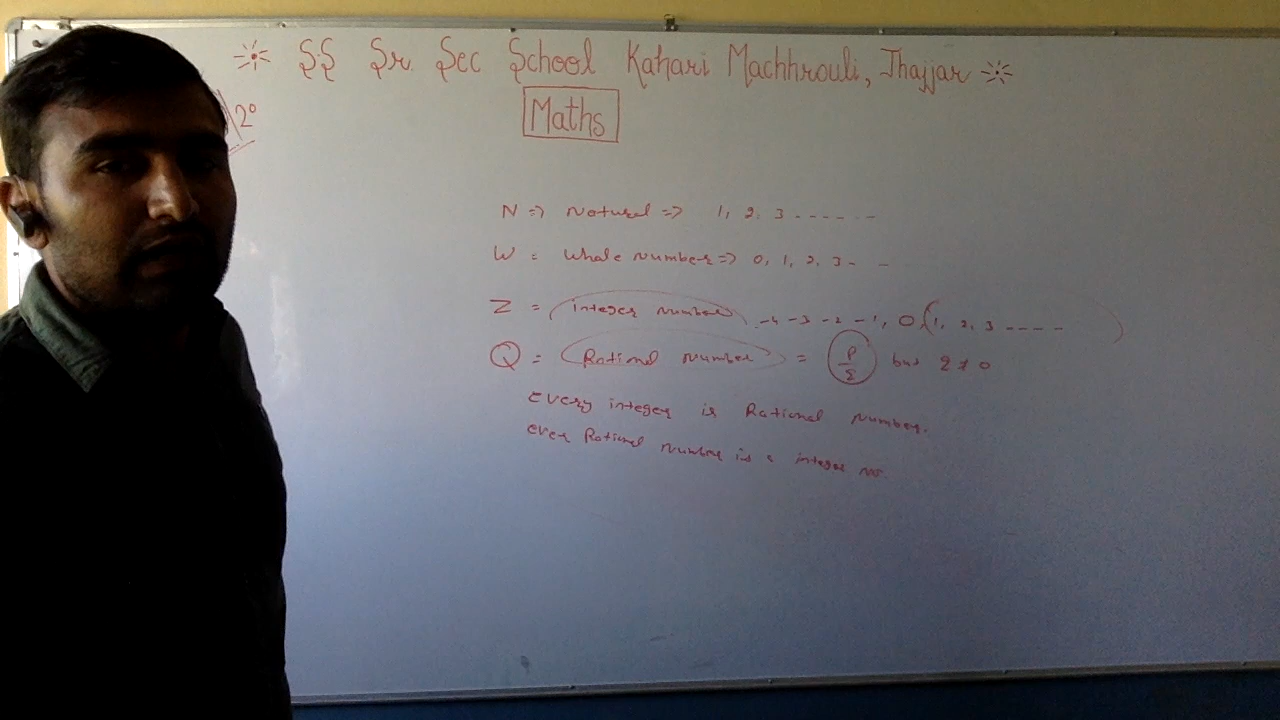 S.S Sr. Sec School Kahari Machhrouli, Jhajjar
Maths
N => Natural => 1, 2, 3 ------
W = Whole number => 0, 1, 2, 3- -
Z = integer number -4 -3 -2 -1, 0, (1, 2, 3 ---- )
Q = (Rational number) = p/q but q ≠ 0
Every integer is Rational number.
ever Rational number is a integer no.